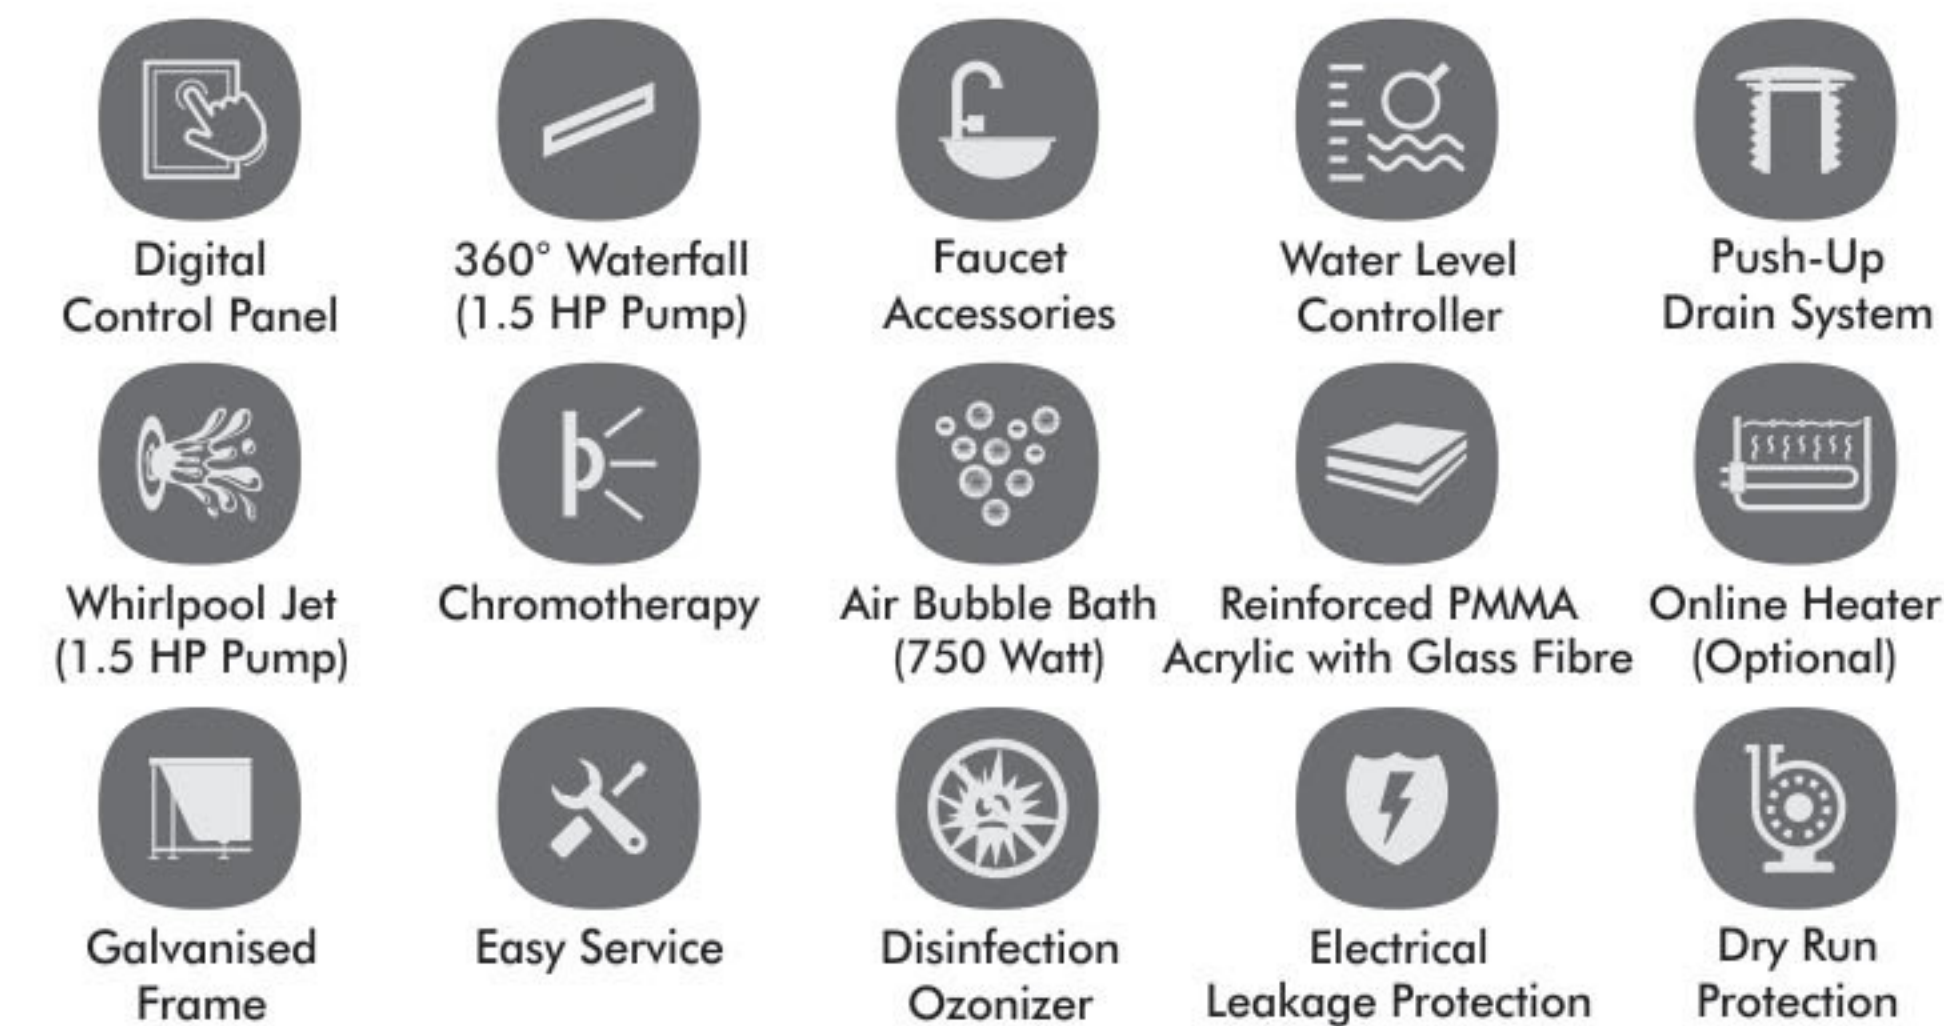 Digital
Control Panel
360° Waterfall
(1.5 HP Pump)
Faucet
Accessories
Water Level
Controller
Push-Up
Drain System
Whirlpool Jet
(1.5 HP Pump)
Chromotherapy
Air Bubble Bath
(750 Watt)
Reinforced PMMA
Acrylic with Glass Fibre
Online Heater
(Optional)
Galvanised
Frame
Easy Service
Disinfection
Ozonizer
Electrical
Leakage Protection
Dry Run
Protection